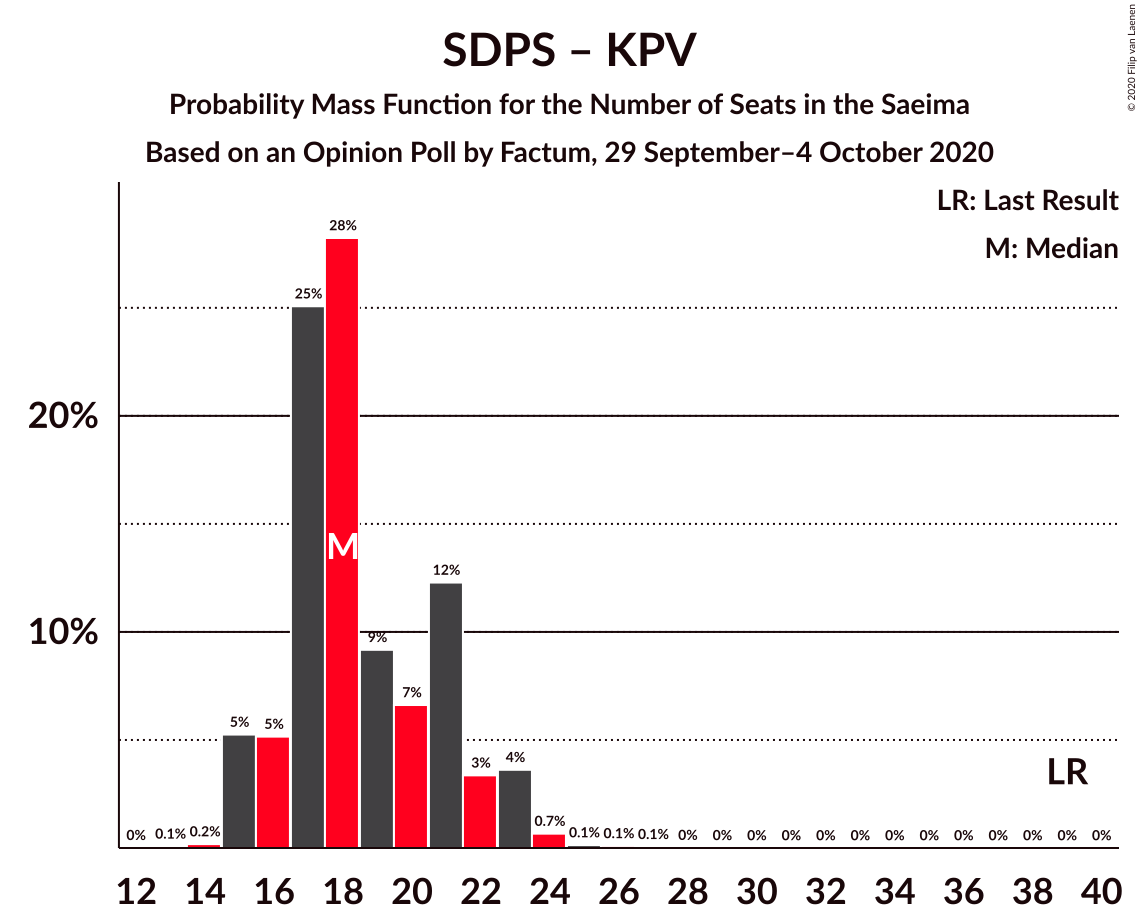 SDPS – KPV
Probability Mass Function for the Number of Seats in the Saeima
Based on an Opinion Poll by Factum, 29 September–4 October 2020
© 2020 Filip van Laenen
LR: Last Result
M: Median
28%
25%
20%
M
12%
10%
9%
7%
5% 5%
3% 4%
LR
0% 0.1% 0.2% 0.7% 0.1% 0.1% 0.1% 0% 0% 0% 0% 0% 0% 0% 0% 0% 0% 0% 0% 0%
12 14 16 18 20 22 24 26 28 30 32 34 36 38 40